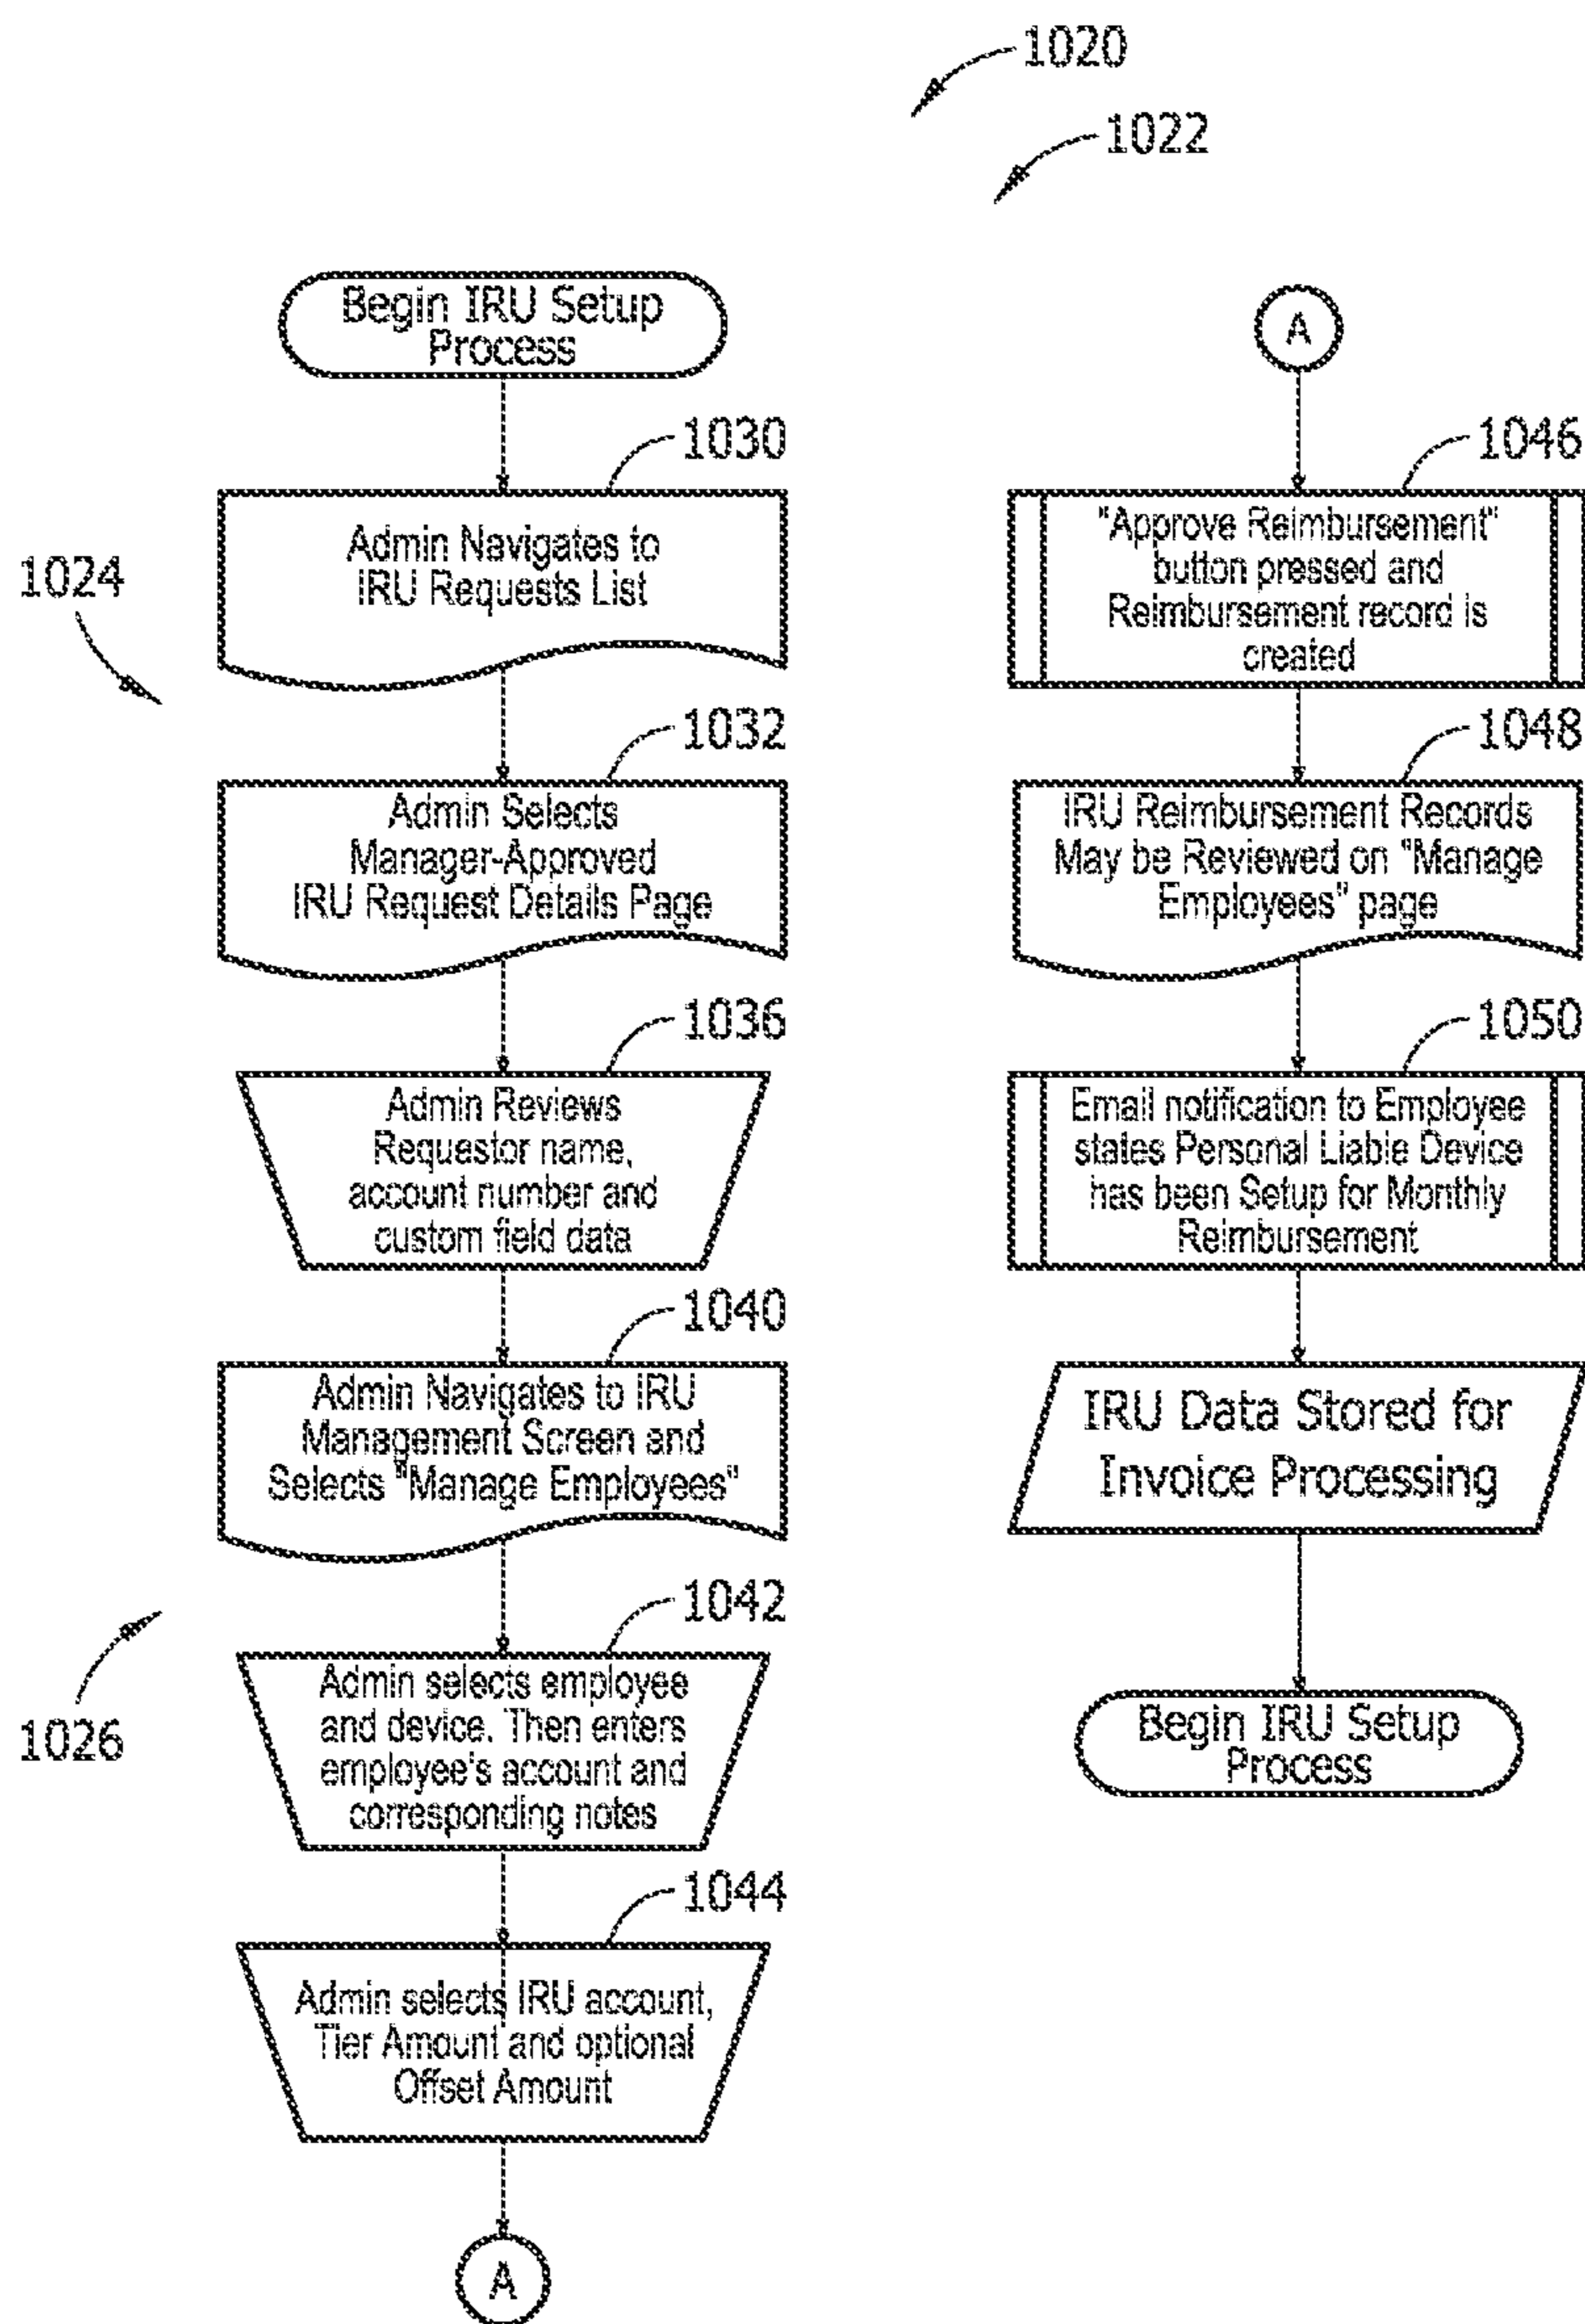 1020
1022
Begin IRU Setup
Process
1030
Admin Navigates to
IRU Requests List
1024
1032
Admin Selects
Manager-Approved
IRU Request Details Page
1036
Admin Reviews
Requestor name,
account number and
custom field data
1040
Admin Navigates to IRU
Management Screen and
Selects "Manage Employees"
1042
1026
Admin selects employee
and device. Then enters
employee's account and
corresponding notes
1044
Admin selects IRU account,
Tier Amount and optional
Offset Amount
A
A
1046
"Approve Reimbursement"
button pressed and
Reimbursement record is
created
1048
IRU Reimbursement Records
May be Reviewed on "Manage
Employees" page
1050
Email notification to Employee
states Personal Liable Device
has been Setup for Monthly
Reimbursement
IRU Data Stored for
Invoice Processing
Begin IRU Setup
Process